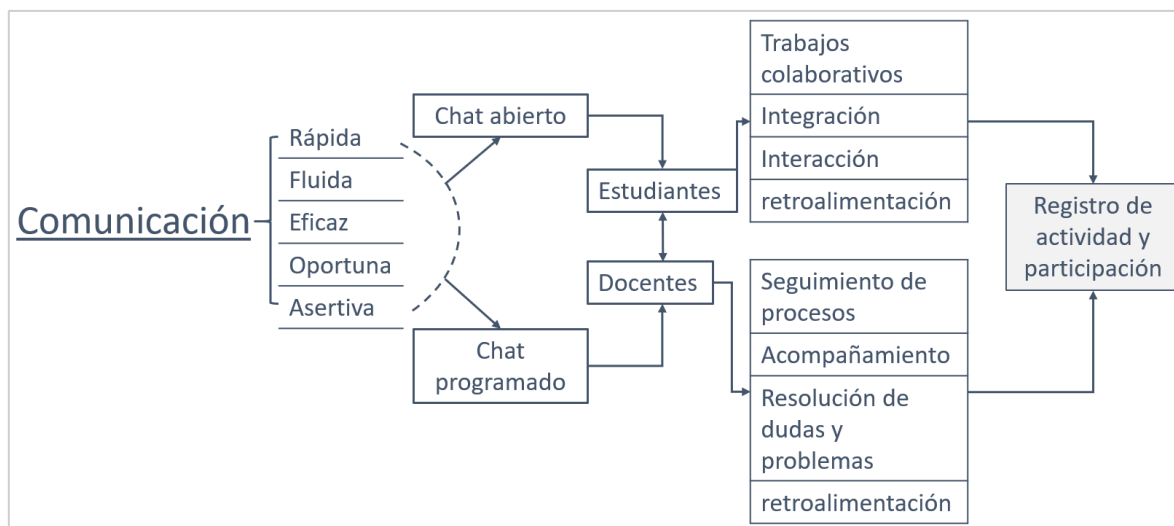 Comunicación
Rápida
Fluida
Eficaz
Oportuna
Asertiva
Chat abierto
Chat
programado
Estudiantes
Docentes
Trabajos
colaborativos
Integración
Interacción
retroalimentación
Seguimiento de
procesos
Acompañamiento
Resolución de
dudas y
problemas
retroalimentación
Registro de
actividad y
participación